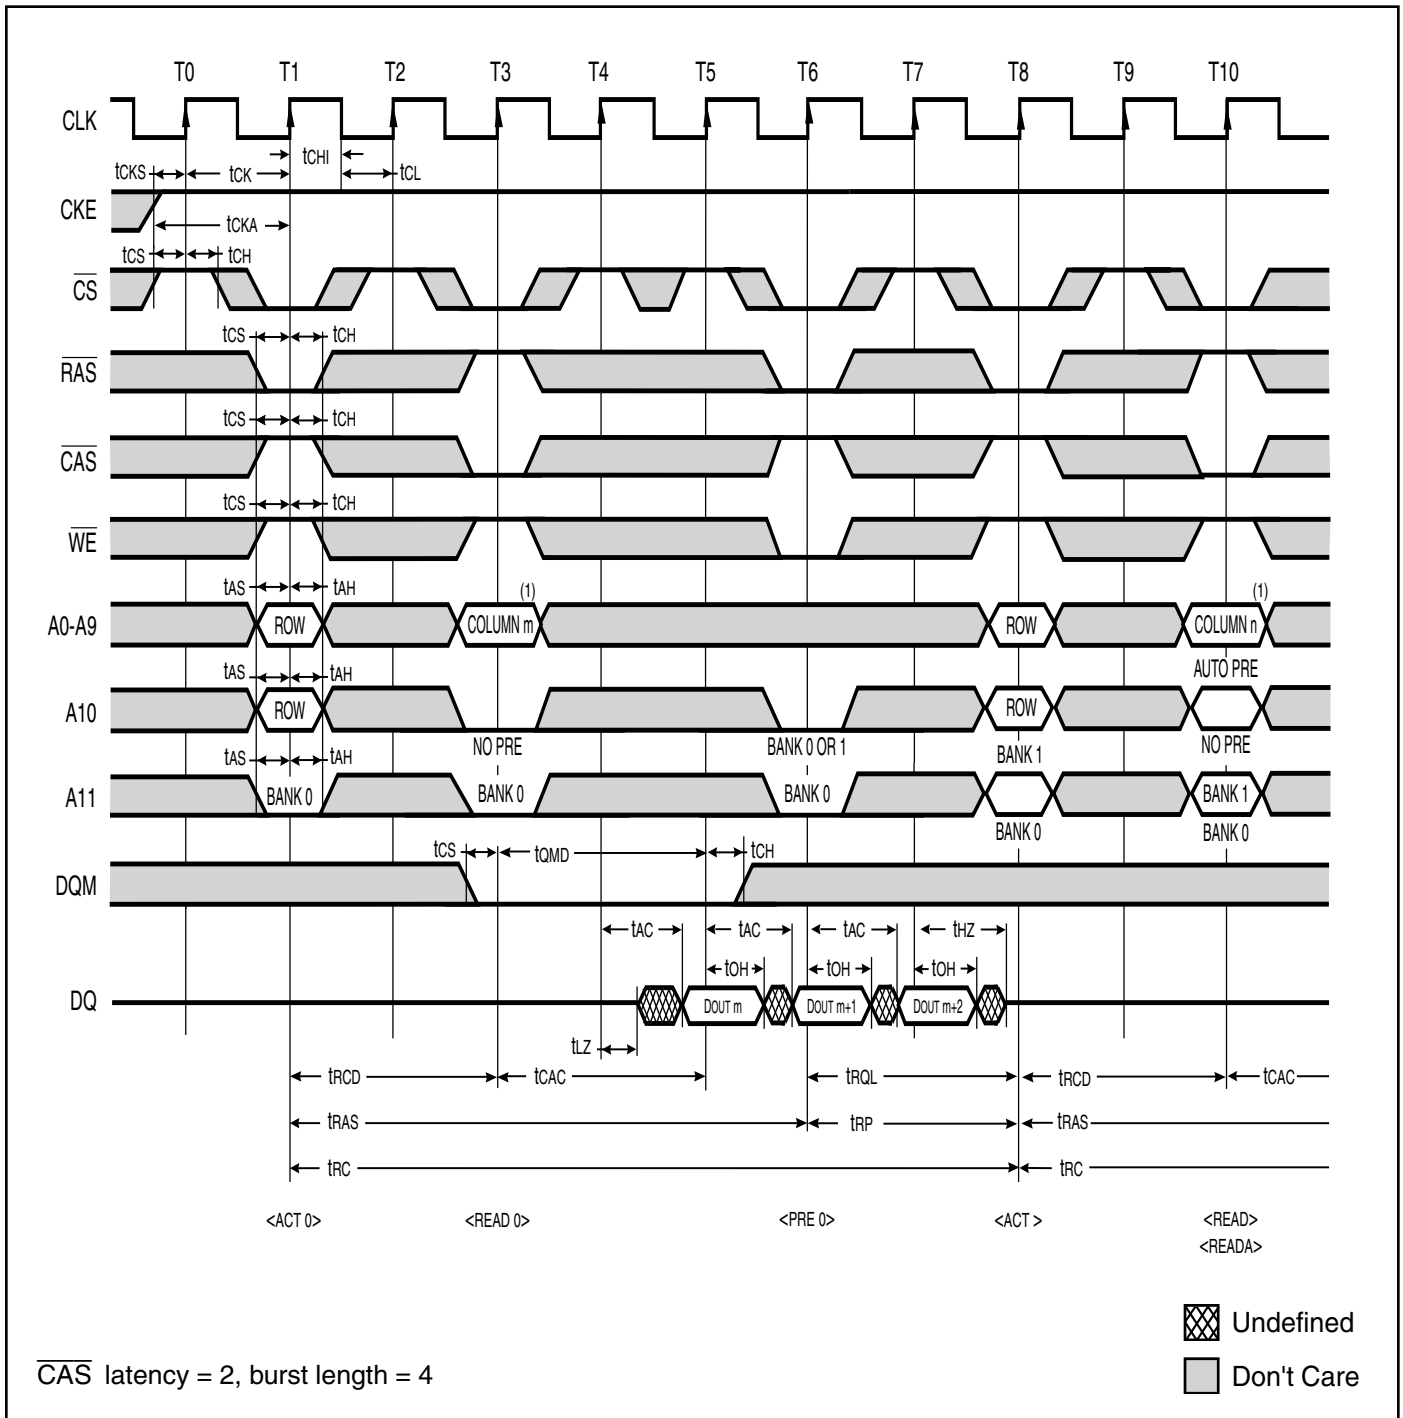 T0 T1 T2 T3 T4 T5 T6 T7 T8 T9 T10
CLK
tCHI
tCKS tCK tCL
CKE
tCKA
tCS tCH
CS
tCS tCH
RAS
tCS tCH
CAS
tCS tCH
WE
tAS tAH (1) (1)
A0-A9 ROW COLUMN m ROW COLUMN n
tAS tAH AUTO PRE
A10 ROW ROW
NO PRE BANK 0 OR 1 BANK 1 NO PRE
tAS tAH
A11 BANK 0 BANK 0 BANK 0 BANK 1
BANK 0 BANK 0
tCS tQMD tCH
DQM
tAC tAC tAC tHZ
tOH tOH tOH
DQ DOUT m DOUT m+1 DOUT m+2
tLZ
tRCD tCAC tRQL tRCD tCAC
tRAS tRP tRAS
tRC tRC
<ACT 0> <READ 0> <PRE 0> <ACT > <READ>
<READA>
Undefined
CAS latency = 2, burst length = 4
Don't Care